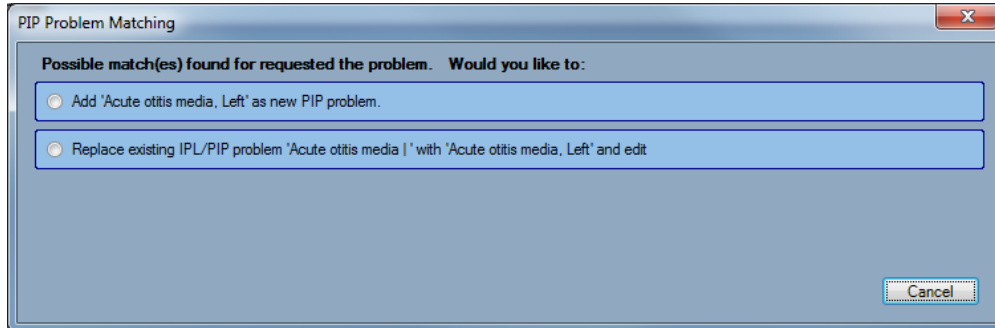 PIP Problem Matching
Possible match(es) found for requested the problem. Would you like to:
Add 'Acute otitis media, Left' as new PIP problem.
Replace existing IPL/PIP problem 'Acute otitis media | ' with 'Acute otitis media, Left' and edit
Cancel